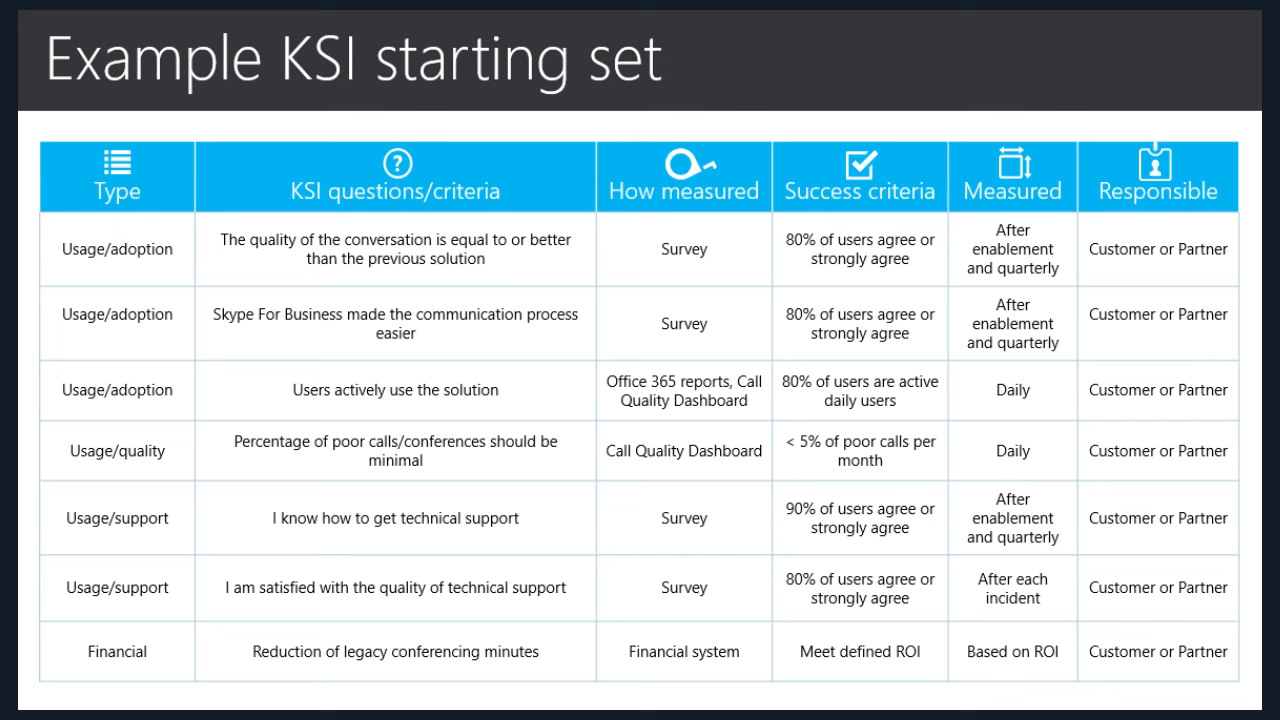 Example KSI starting set
Type
KSI questions/criteria
How measured
Success criteria
Measured
Responsible
Usage/adoption
The quality of the conversation is equal to or better
than the previous solution
Survey
80% of users agree or
strongly agree
After
enablement
and quarterly
Customer or Partner
Usage/adoption
Skype For Business made the communication process
easier
Survey
80% of users agree or
strongly agree
After
enablement
and quarterly
Customer or Partner
Usage/adoption
Users actively use the solution
Office 365 reports, Call
Quality Dashboard
80% of users are active
daily users
Daily
Customer or Partner
Usage/quality
Percentage of poor calls/conferences should be
minimal
Call Quality Dashboard
< 5% of poor calls per
month
Daily
Customer or Partner
Usage/support
I know how to get technical support
Survey
90% of users agree or
strongly agree
After
enablement
and quarterly
Customer or Partner
Usage/support
I am satisfied with the quality of technical support
Survey
80% of users agree or
strongly agree
After each
incident
Customer or Partner
Financial
Reduction of legacy conferencing minutes
Financial system
Meet defined ROI
Based on ROI
Customer or Partner